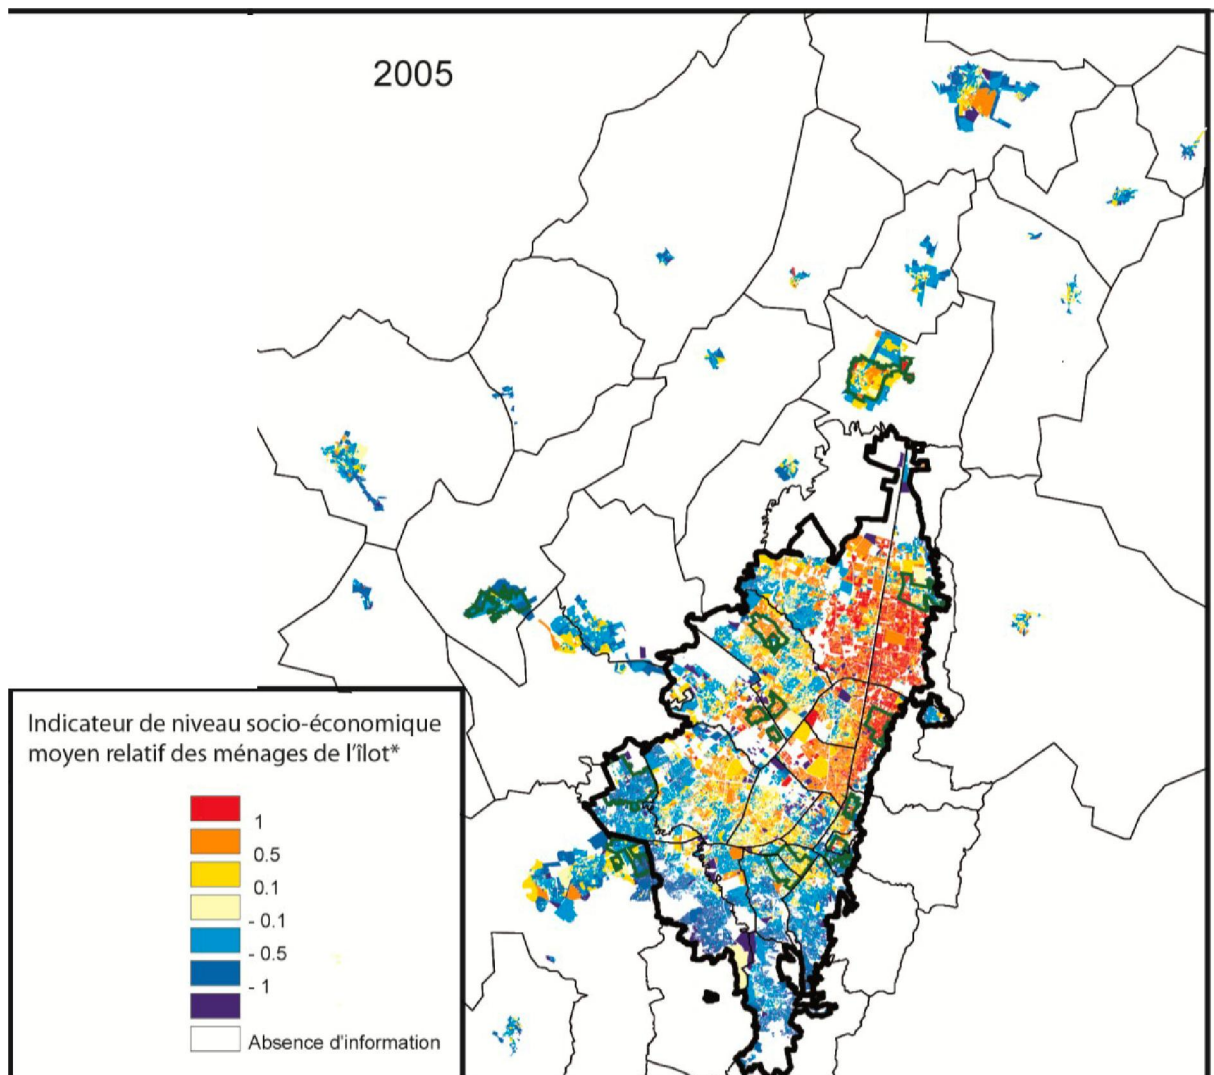 2005
Indicateur de niveau socio-économique
moyen relatif des ménages de l'îlot*
1
0.5
0.1
- 0.1
- 0.5
- 1
Absence d'information